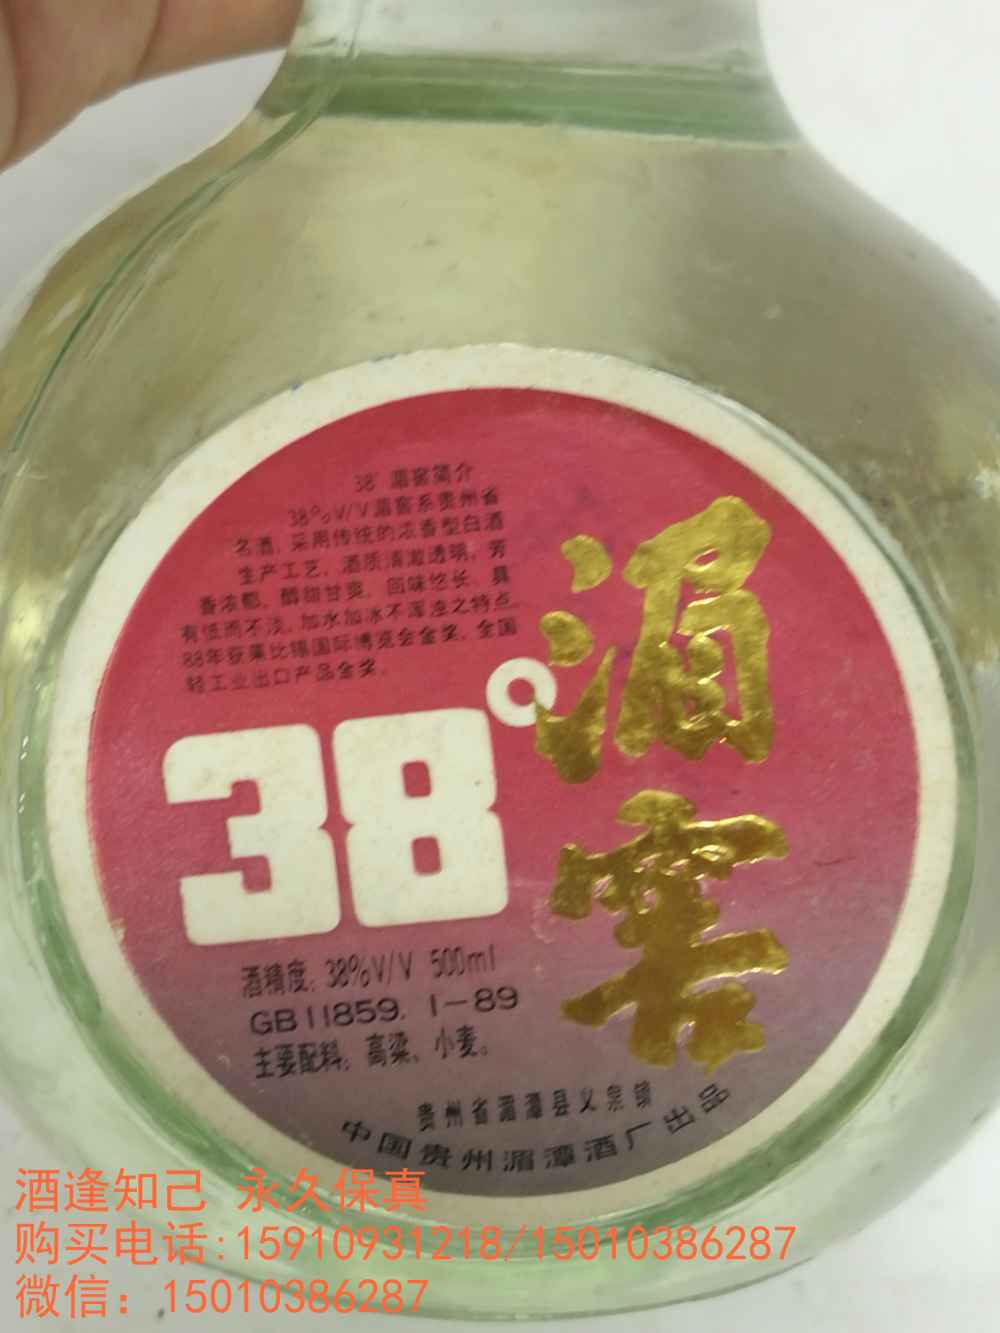 38°湄窖简介
38%V/V湄窖系贵州省
名酒，采用传统的浓香型白酒
生产工艺，酒质清澈透明，芳
香浓郁，醇甜甘爽，回味悠长，具
有低而不浅，加水加冰不浑浊之特点，
88年获莱比锡国际博览会金奖，全国
轻工业出口产品金奖。
38°
湄窖
酒精度：38%V/V 500ml
GB11859.1-89
主要配料：高粱、小麦。
贵州省湄潭县义泉镇
中国贵州湄潭酒厂出品
酒逢知己 永久保真
购买电话:15910931218/15010386287
微信：15010386287